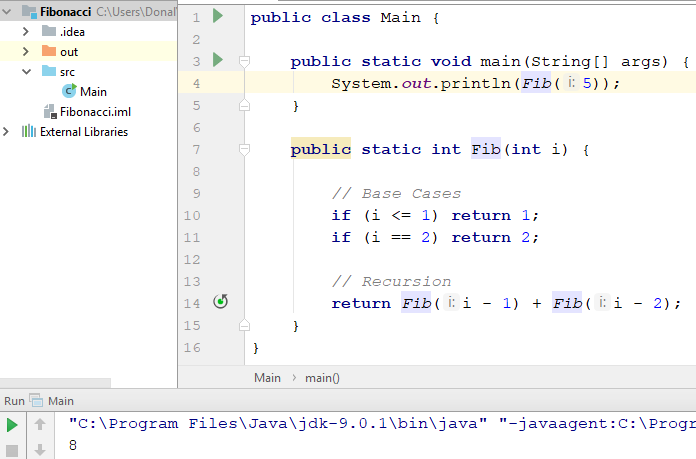 Fibonacci C:\Users\Donal
.idea
out
src
Main
Fibonacci.iml
External Libraries
1 public class Main {
2
3 public static void main(String[] args) {
4 System.out.println(Fib( i: 5));
5 }
6
7 public static int Fib(int i) {
8
9 // Base Cases
10 if (i <= 1) return 1;
11 if (i == 2) return 2;
12
13 // Recursion
14 return Fib( i: i - 1) + Fib( i: i - 2);
15 }
16 }
Main › main()
Run Main
"C:\Program Files\Java\jdk-9.0.1\bin\java" "-javaagent:C:\Progr
8